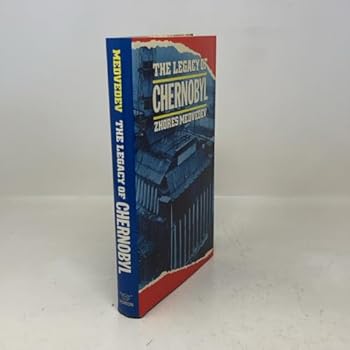 MEDVEDEV THE LEGACY OF CHERNOBYL
THE LEGACY OF
CHERNOBYL
ZHORES MEDVEDEV